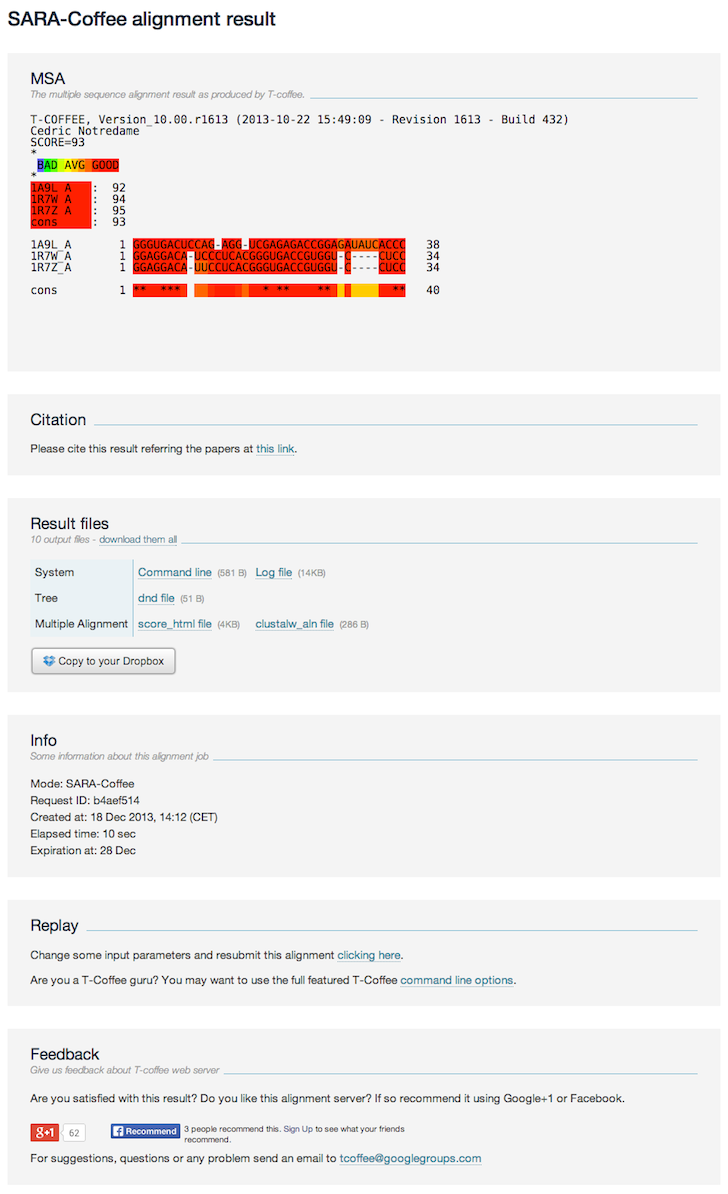 SARA-Coffee alignment result
MSA
The multiple sequence alignment result as produced by T-coffee.
T-COFFEE, Version_10.00.r1613 (2013-10-22 15:49:09 - Revision 1613 - Build 432)
Cedric Notredame
SCORE=93
*
BAD AVG GOOD
*
1A9L_A : 92
1R7W_A : 94
1R7Z_A : 95
cons : 93
1A9L_A 1 GGGUGACUCCAG-AGG-UCGAGAGACCGGAGAUAUCACCC 38
1R7W_A 1 GGAGGACA-UCCCUCACGGGUGACCGUGGU-C----CUCC 34
1R7Z_A 1 GGAGGACA-UUCCUCACGGGUGACCGUGGU-C----CUCC 34
cons 1 **  ***            * **    **         ** 40
Citation
Please cite this result referring the papers at this link.
Result files
10 output files - download them all
System Command line (581 B) Log file (14KB)
Tree dnd file (51 B)
Multiple Alignment score_html file (4KB) clustalw_aln file (286 B)
Copy to your Dropbox
Info
Some information about this alignment job
Mode: SARA-Coffee
Request ID: b4aef514
Created at: 18 Dec 2013, 14:12 (CET)
Elapsed time: 10 sec
Expiration at: 28 Dec
Replay
Change some input parameters and resubmit this alignment clicking here.
Are you a T-Coffee guru? You may want to use the full featured T-Coffee command line options.
Feedback
Give us feedback about T-coffee web server
Are you satisfied with this result? Do you like this alignment server? If so recommend it using Google+1 or Facebook.
g+1 62 Recommend 3 people recommend this. Sign Up to see what your friends
recommend.
For suggestions, questions or any problem send an email to tcoffee@googlegroups.com